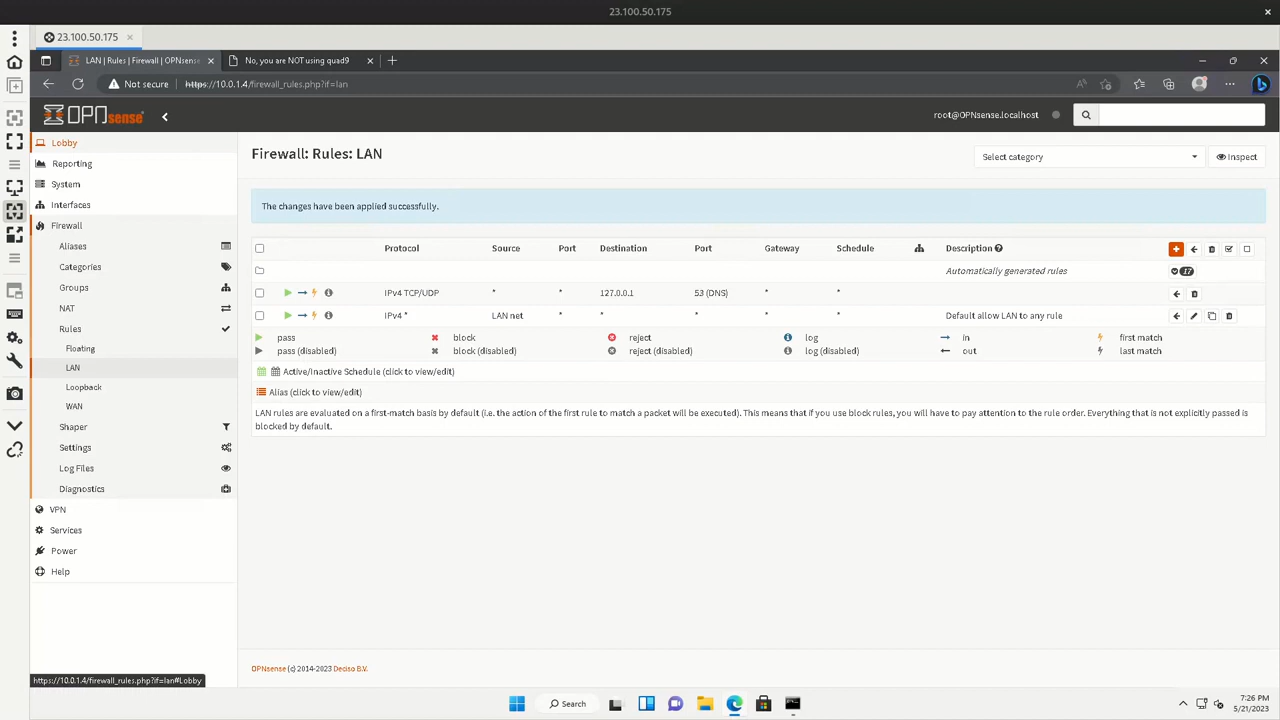 23.100.50.175
23.100.50.175
LAN | Rules | Firewall | OPNsens
No, you are NOT using quad9
Not secure
https://10.0.1.4/firewall_rules.php?if=lan
OPNsense
root@OPNsense.localhost
Lobby
Reporting
System
Interfaces
Firewall
Aliases
Categories
Groups
NAT
Rules
Floating
LAN
Loopback
WAN
Shaper
Settings
Log Files
Diagnostics
VPN
Services
Power
Help
Firewall: Rules: LAN
Select category
Inspect
The changes have been applied successfully.
Protocol Source Port Destination Port Gateway Schedule Description
Automatically generated rules 17
IPv4 TCP/UDP * * 127.0.0.1 53 (DNS) * *
IPv4 * LAN net * * * * * Default allow LAN to any rule
pass block reject log in first match
pass (disabled) block (disabled) reject (disabled) log (disabled) out last match
Active/Inactive Schedule (click to view/edit)
Alias (click to view/edit)
LAN rules are evaluated on a first-match basis by default (i.e. the action of the first rule to match a packet will be executed). This means that if you use block rules, you will have to pay attention to the rule order. Everything that is not explicitly passed is
blocked by default.
OPNsense (c) 2014-2023 Deciso B.V.
https://10.0.1.4/firewall_rules.php?if=lan#Lobby
Search
7:26 PM
5/21/2023